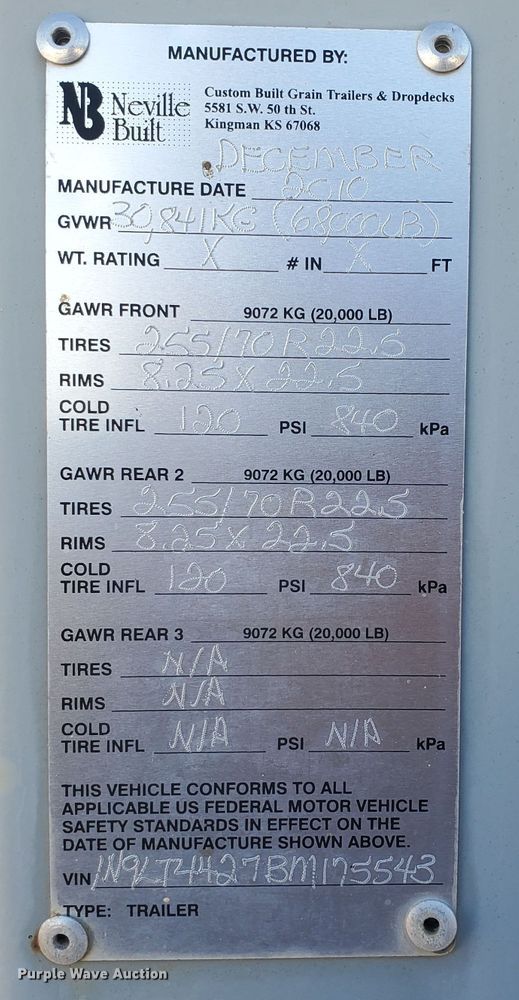 MANUFACTURED BY:
NB Neville Built
Custom Built Grain Trailers & Dropdecks
5581 S.W. 50 th St.
Kingman KS 67068
DECEMBER
MANUFACTURE DATE 2010
GVWR 30,841KG (68000LB)
WT. RATING X # IN X FT
GAWR FRONT 9072 KG (20,000 LB)
TIRES 255/70R22.5
RIMS 8.25X22.5
COLD
TIRE INFL 120 PSI 840 kPa
GAWR REAR 2 9072 KG (20,000 LB)
TIRES 255/70R22.5
RIMS 8.25X22.5
COLD
TIRE INFL 120 PSI 840 kPa
GAWR REAR 3 9072 KG (20,000 LB)
TIRES N/A
RIMS N/A
COLD
TIRE INFL N/A PSI N/A kPa
THIS VEHICLE CONFORMS TO ALL
APPLICABLE US FEDERAL MOTOR VEHICLE
SAFETY STANDARDS IN EFFECT ON THE
DATE OF MANUFACTURE SHOWN ABOVE.
VIN 1N9LT4427BM175543
TYPE: TRAILER
Purple Wave Auction